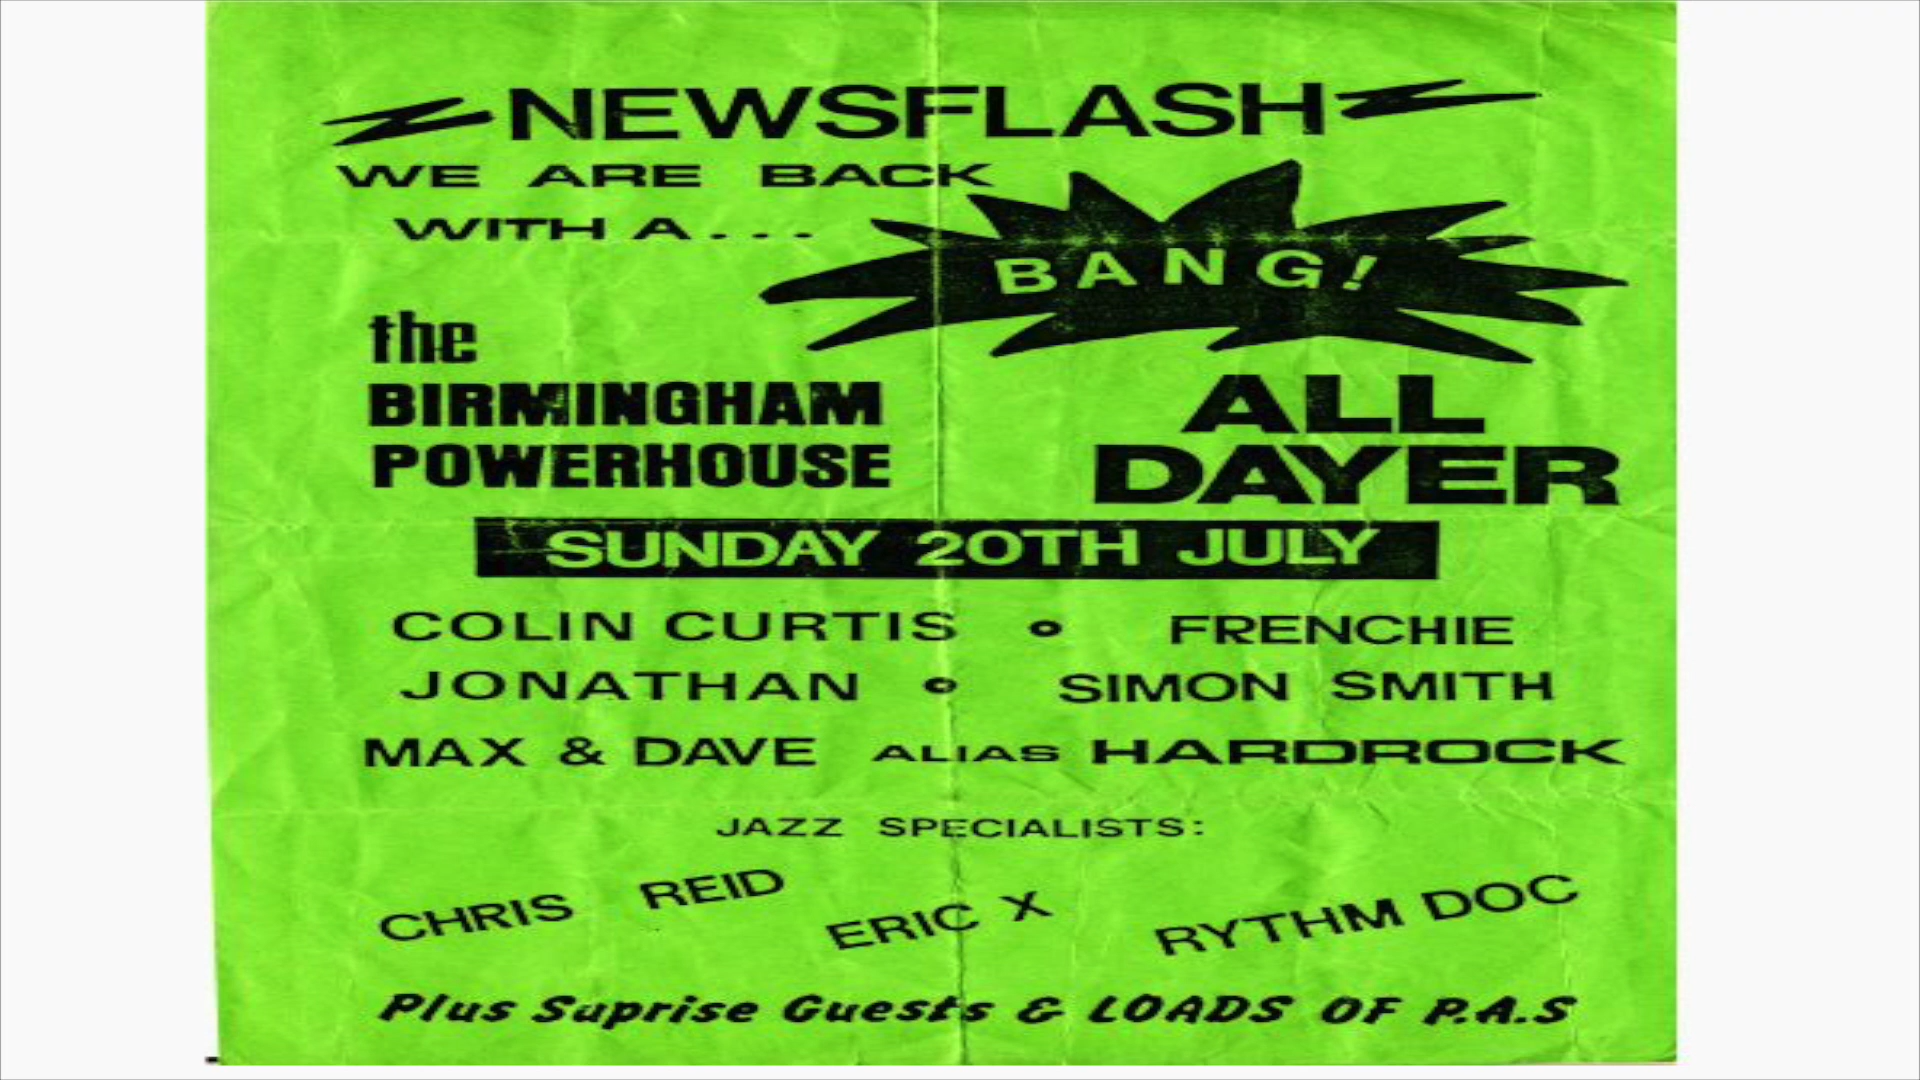 NEWSFLASH
WE ARE BACK
WITH A...
BANG!
the
BIRMINGHAM
POWERHOUSE
ALL
DAYER
SUNDAY 20TH JULY
COLIN CURTIS • FRENCHIE
JONATHAN • SIMON SMITH
MAX & DAVE ALIAS HARDROCK
JAZZ SPECIALISTS:
CHRIS REID ERIC X RYTHM DOC
Plus Suprise Guests & LOADS OF P.A.S